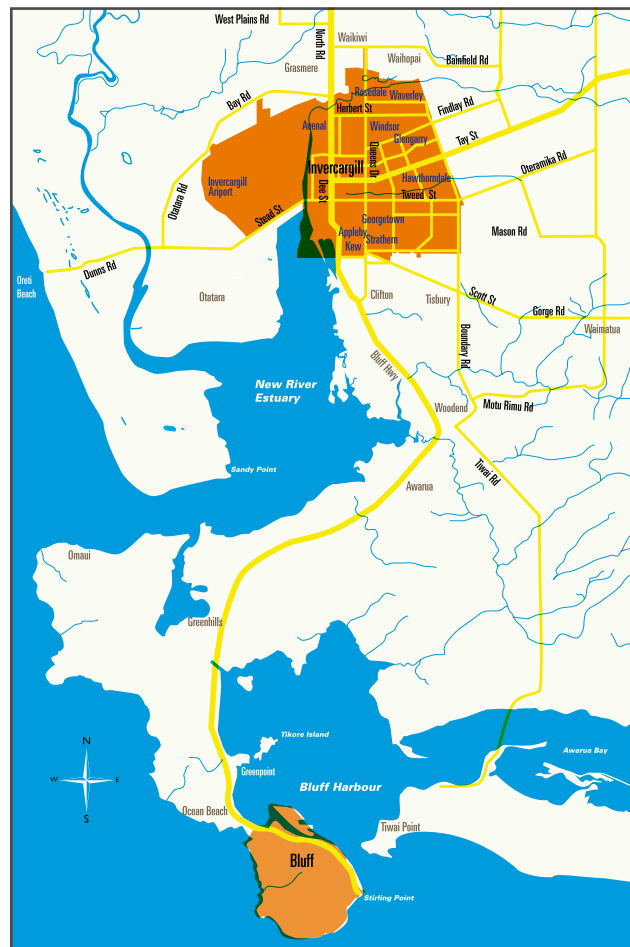 West Plains Rd
North Rd
Waikiwi
Waihopai
Bainfield Rd
Grasmere
Bay Rd
Rosedale
Waverley
Herbert St
Findlay Rd
Avenal
Windsor
Glengarry
Tay St
Queens Dr
Invercargill
Oteramika Rd
Hawthorndale
Invercargill
Airport
Dee St
Tweed St
Otatara Rd
Stead St
Georgetown
Appleby
Strathern
Kew
Mason Rd
Dunns Rd
Oreti
Beach
Otatara
Clifton
Tisbury
Scott St
Gorge Rd
Waimatua
Boundary Rd
Bluff Hwy
New River
Estuary
Woodend
Motu Rimu Rd
Sandy Point
Tiwai Rd
Awarua
Omaui
Greenhills
Tikore Island
N
W
E
S
Awarua Bay
Greenpoint
Bluff Harbour
Ocean Beach
Tiwai Point
Bluff
Stirling Point